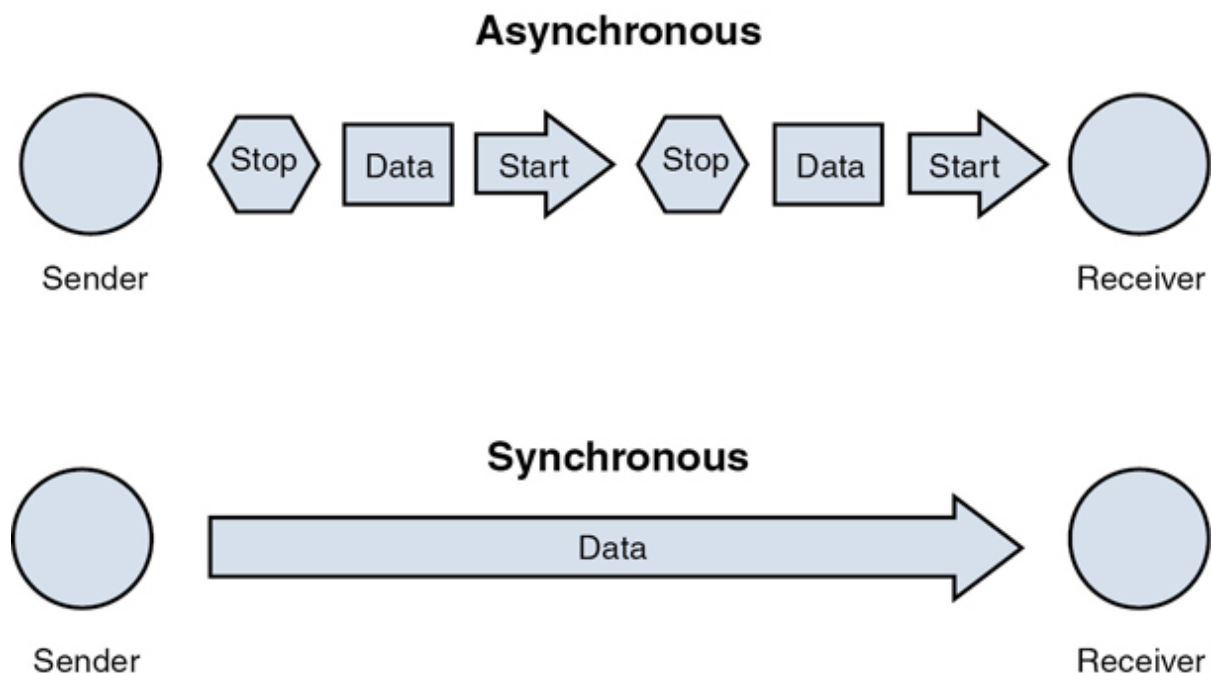 Asynchronous
Stop Data Start Stop Data Start
Sender Receiver
Synchronous
Data
Sender Receiver